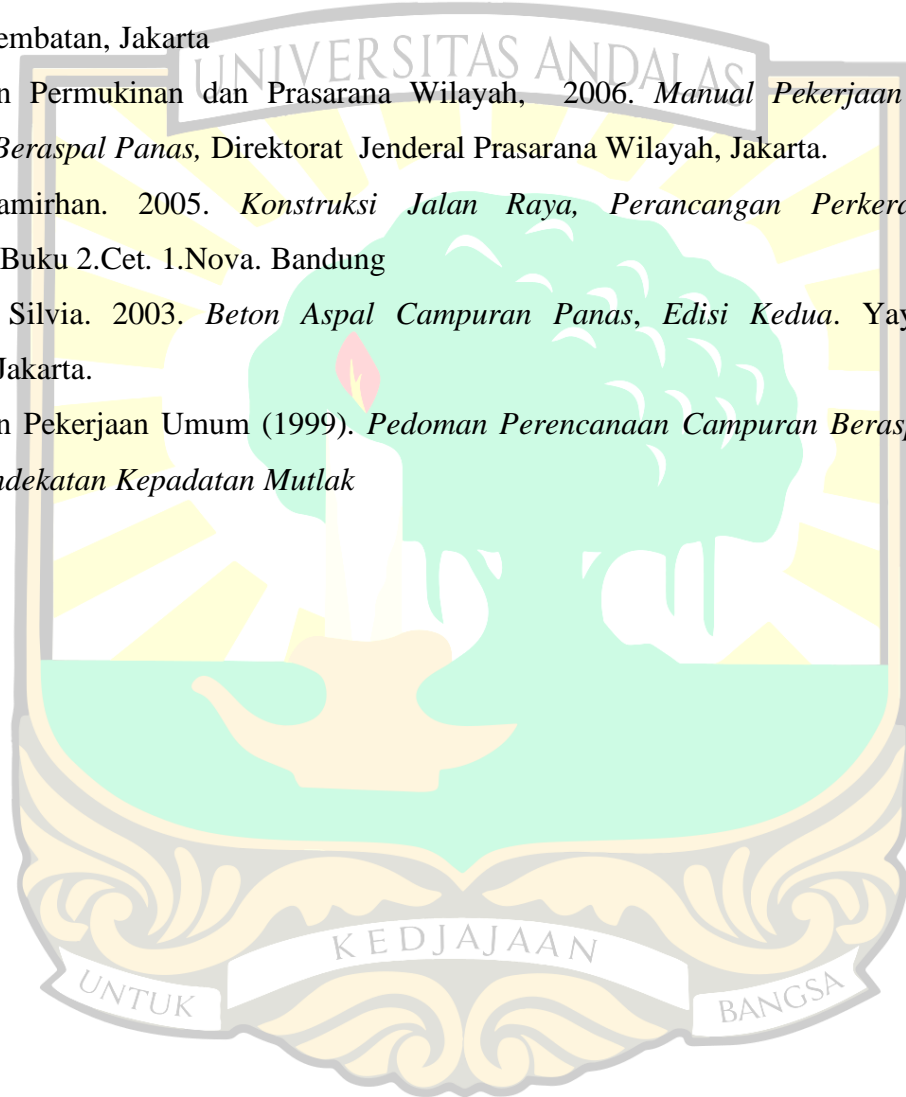 embatan, Jakarta
UNIVERSITAS ANDALAS
n Permukinan dan Prasarana Wilayah, 2006. Manual Pekerjaan
Beraspal Panas, Direktorat Jenderal Prasarana Wilayah, Jakarta.
amirhan. 2005. Konstruksi Jalan Raya, Perancangan Perkera
Buku 2.Cet. 1.Nova. Bandung
Silvia. 2003. Beton Aspal Campuran Panas, Edisi Kedua. Yay
Jakarta.
n Pekerjaan Umum (1999). Pedoman Perencanaan Campuran Berasp
ndekatan Kepadatan Mutlak
UNTUK KEDJAJAAN BANGSA